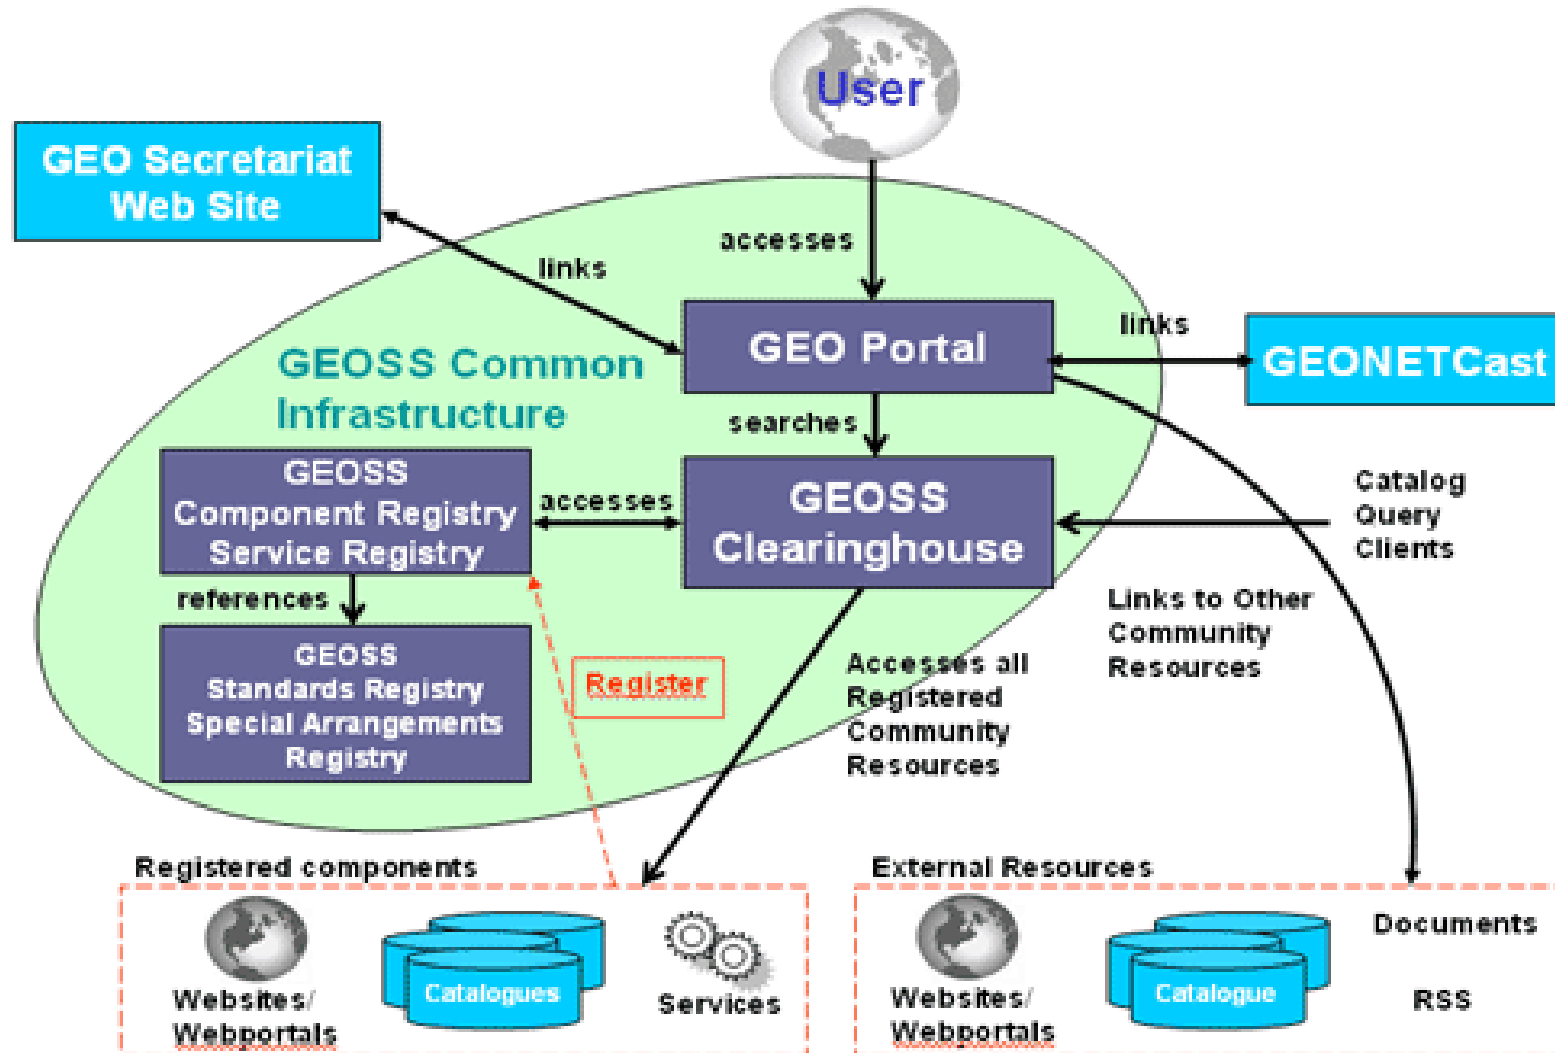 User
GEO Secretariat
Web Site
accesses
links
links
GEO Portal
GEONETCast
GEOSS Common
Infrastructure
searches
GEOSS
Component Registry
Service Registry
accesses
GEOSS
Clearinghouse
Catalog
Query
Clients
references
Links to Other
Community
Resources
GEOSS
Standards Registry
Special Arrangements
Registry
Register
Accesses all
Registered
Community
Resources
Registered components
Websites/
Webportals
Catalogues
Services
External Resources
Websites/
Webportals
Catalogue
Documents
RSS